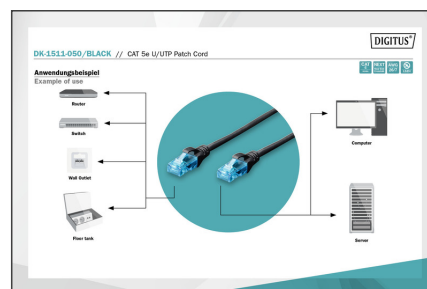 DIGITUS®
DK-1511-050/BLACK // CAT 5e U/UTP Patch Cord
Anwendungsbeispiel
Example of use
Router
Switch
Wall Outlet
Floor tank
Computer
Server